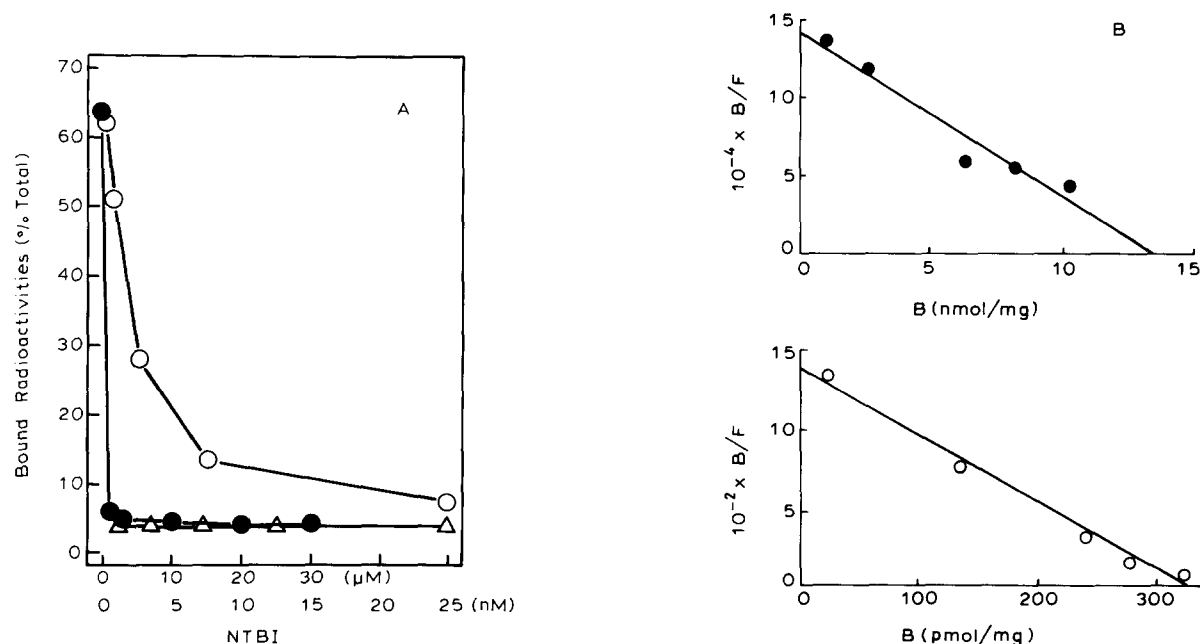 A
70
60
50
40
30
20
10
0
Bound Radioactivities (% Total)
0 10 20 30 (μM)
0 5 10 15 20 25 (nM)
NTBI
B
15
10
5
0
10⁻⁴ x B/F
0 5 10 15
B (nmol/mg)
15
10
5
0
10⁻² x B/F
0 100 200 300
B (pmol/mg)